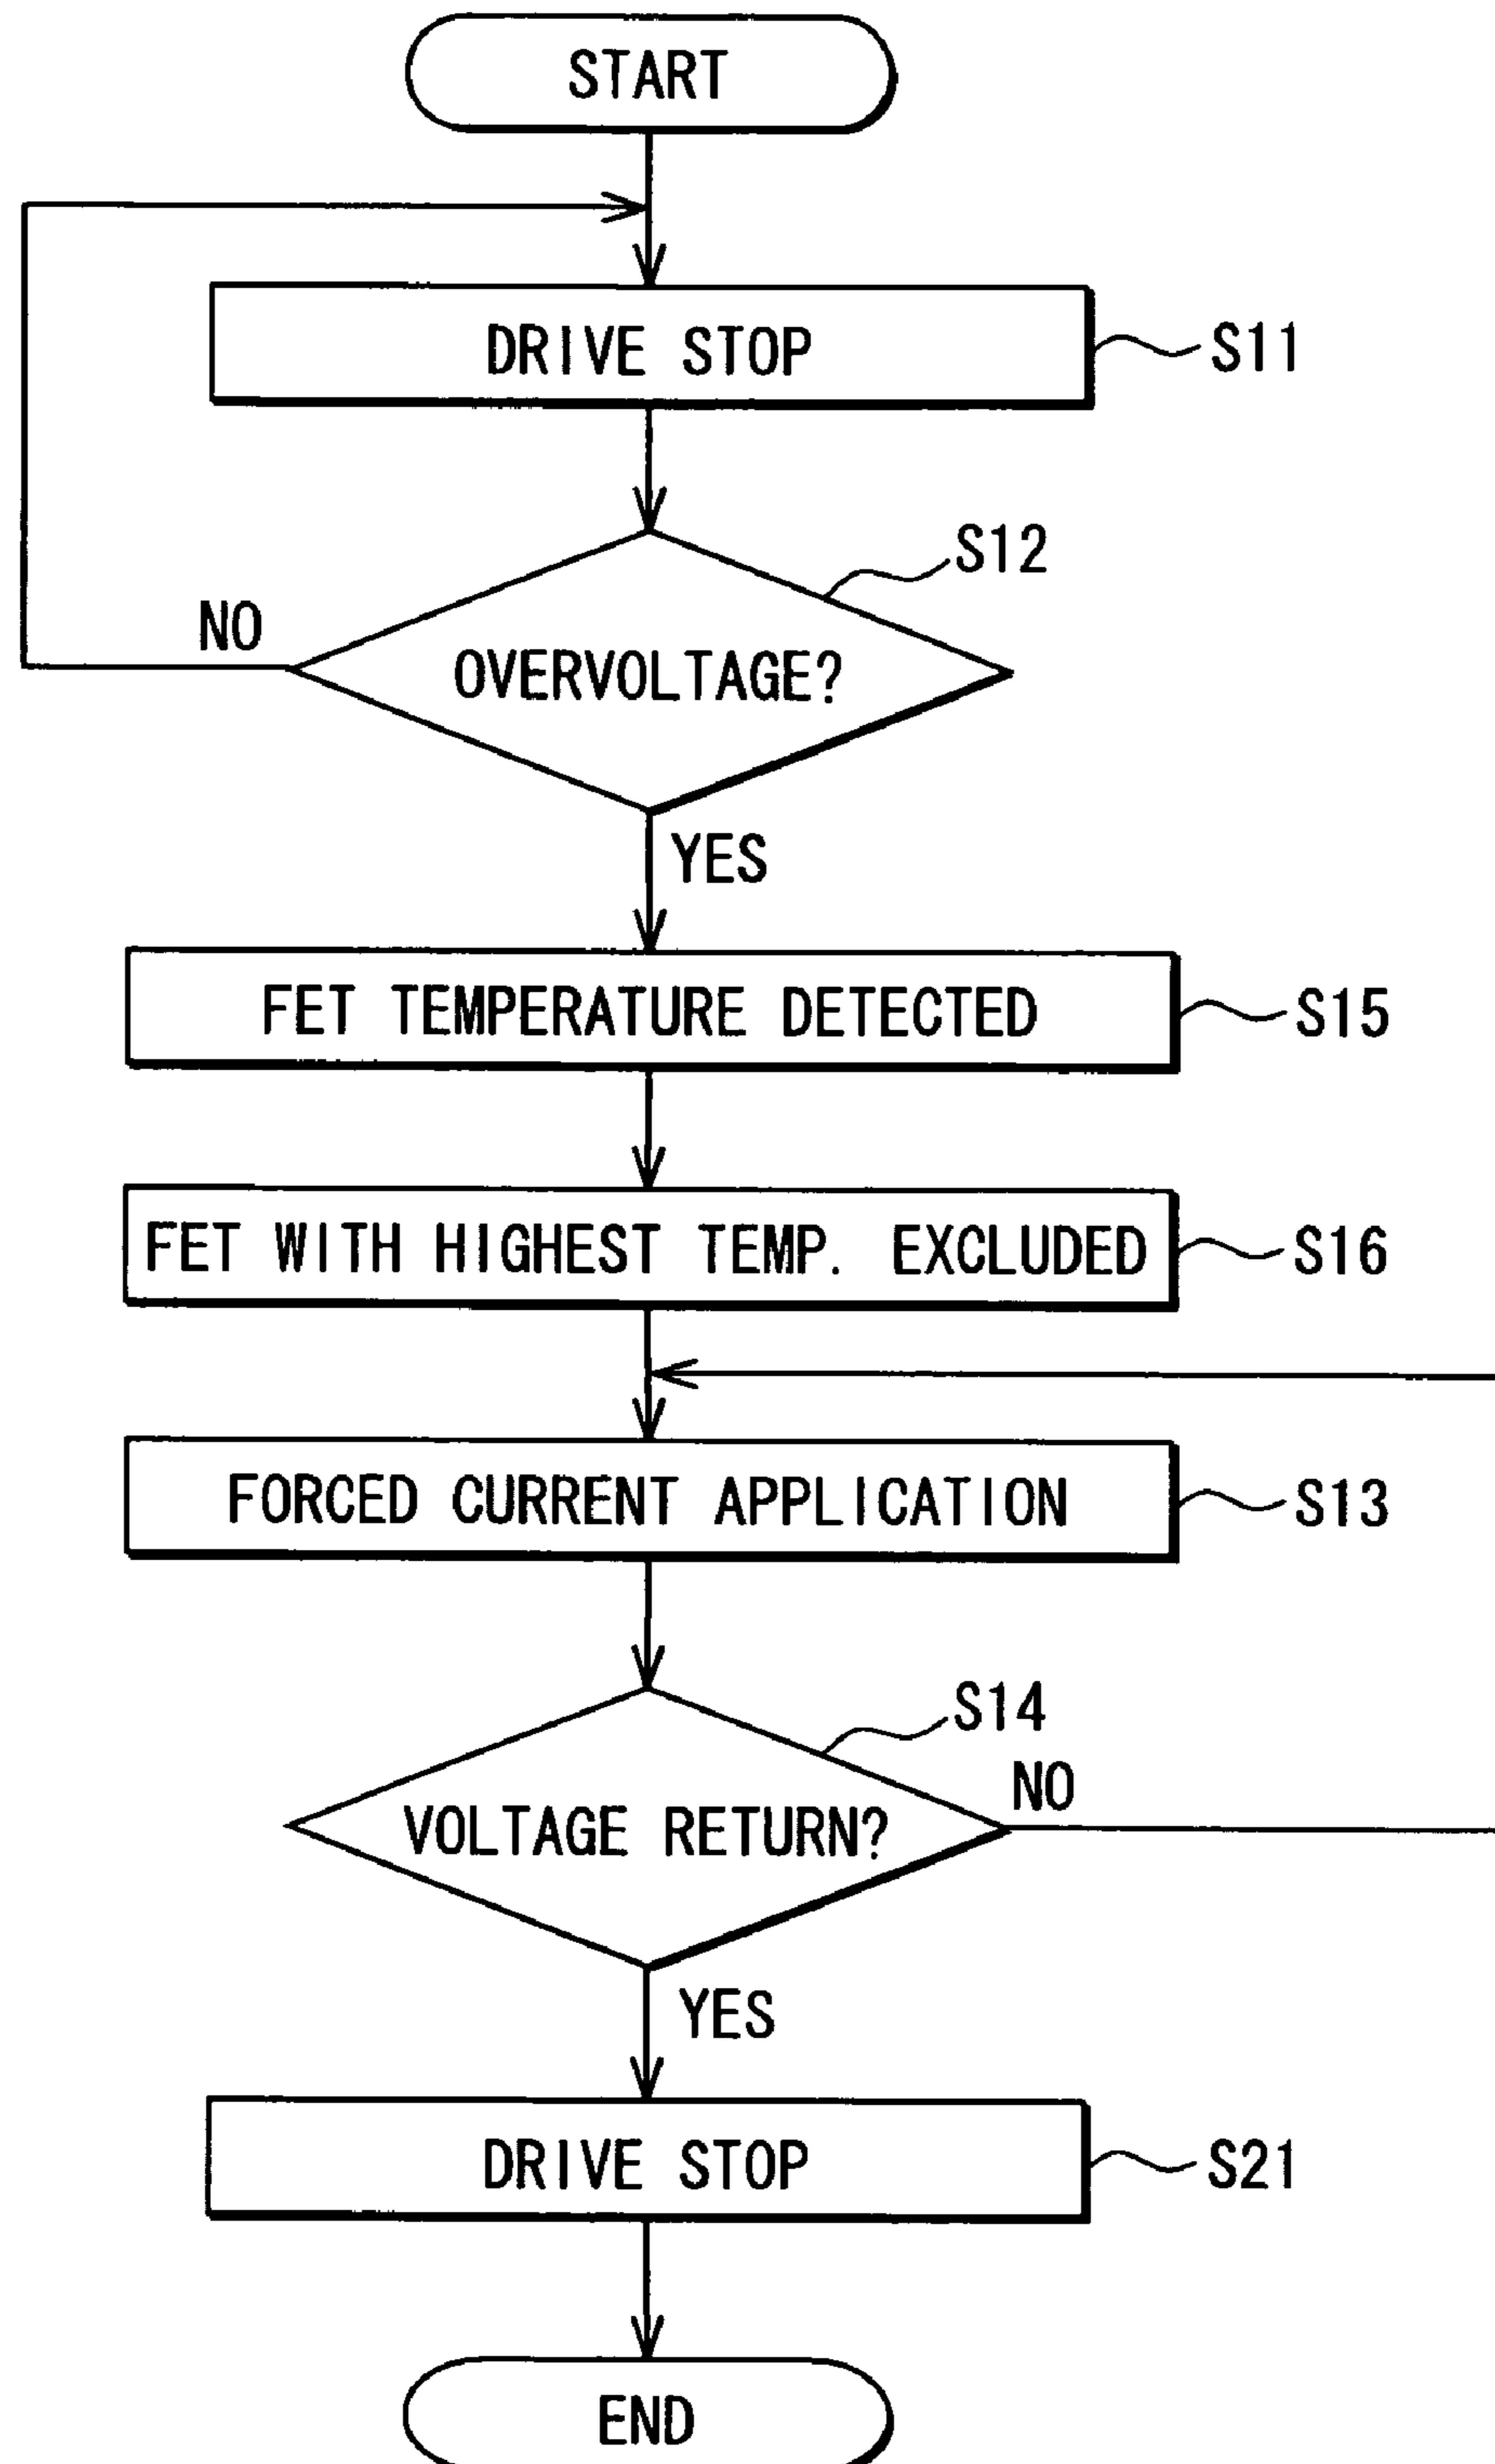 START
DRIVE STOP
S11
S12
NO
OVERVOLTAGE?
YES
FET TEMPERATURE DETECTED
S15
FET WITH HIGHEST TEMP. EXCLUDED
S16
FORCED CURRENT APPLICATION
S13
S14
NO
VOLTAGE RETURN?
YES
DRIVE STOP
S21
END